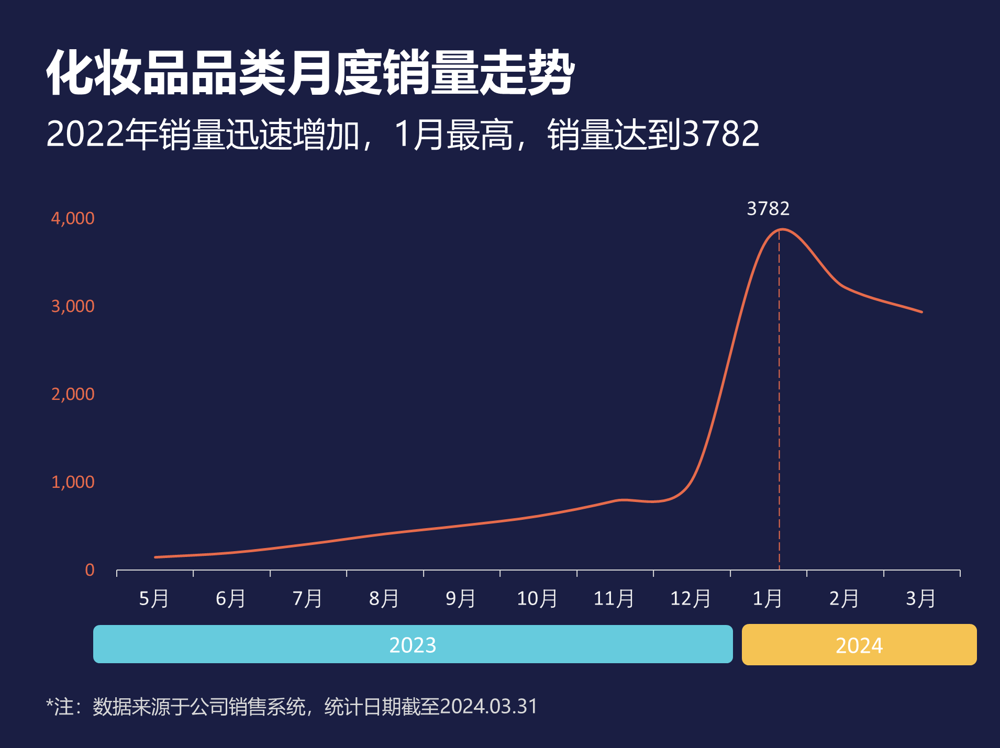 化妆品品类月度销量走势
2022年销量迅速增加，1月最高，销量达到3782
3782
4,000
3,000
2,000
1,000
0
5月 6月 7月 8月 9月 10月 11月 12月 1月 2月 3月
2023 2024
*注：数据来源于公司销售系统，统计日期截至2024.03.31